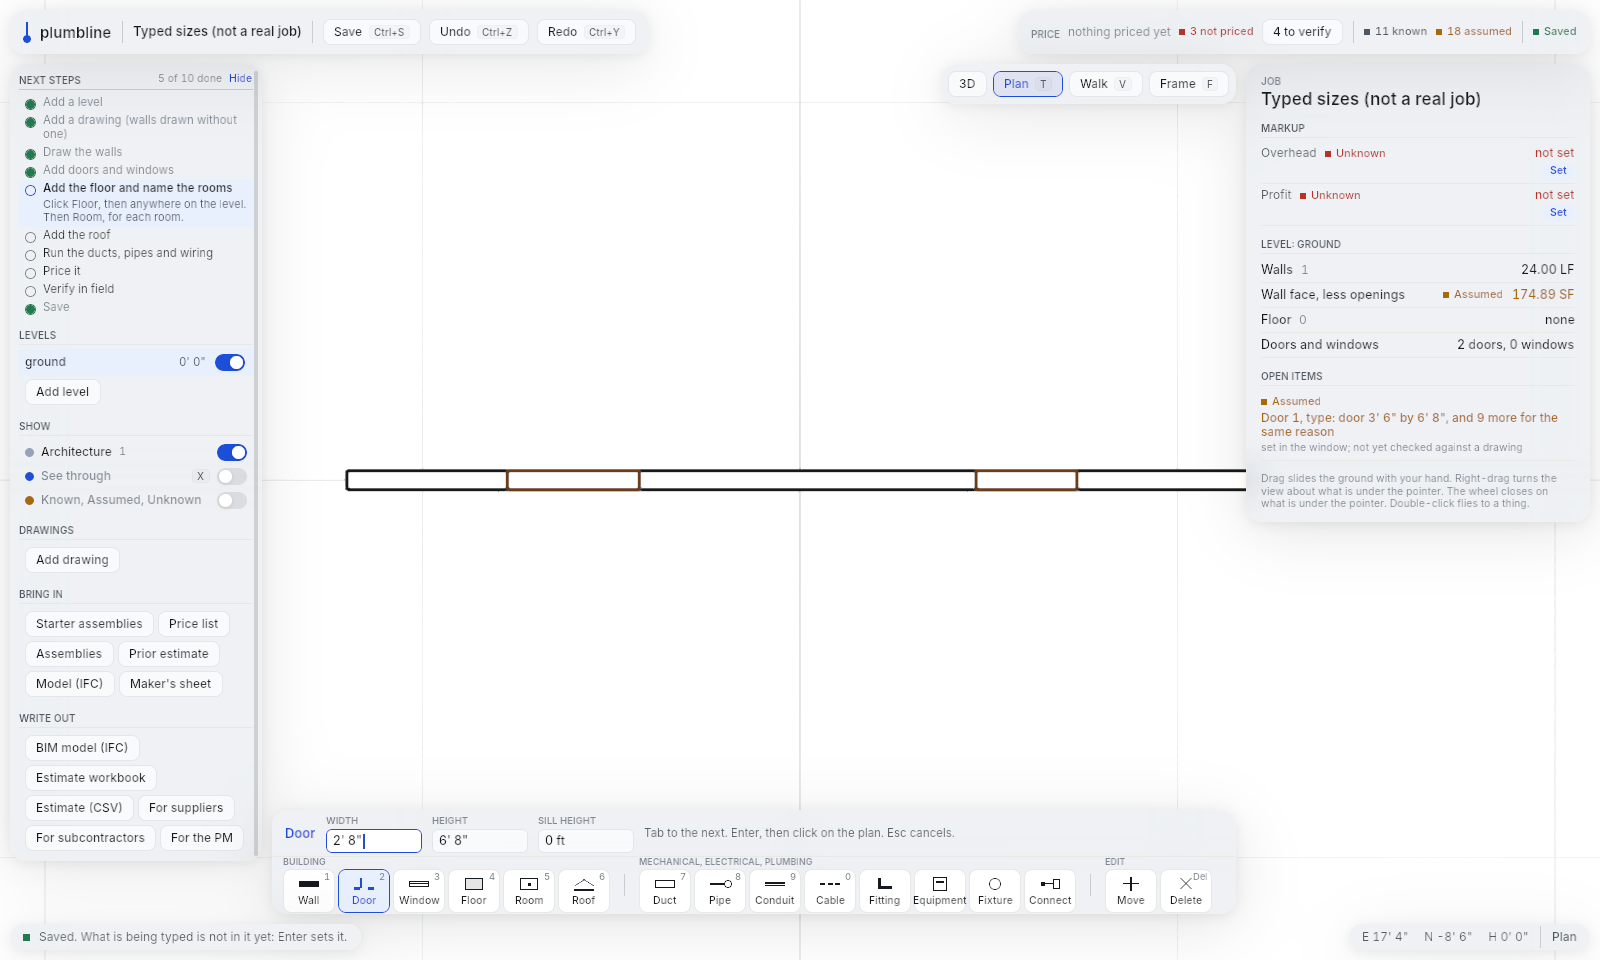 plumbline
Typed sizes (not a real job)
Save Ctrl+S
Undo Ctrl+Z
Redo Ctrl+Y
PRICE nothing priced yet 3 not priced 4 to verify 11 known 18 assumed Saved
3D
Plan T
Walk V
Frame F
NEXT STEPS 5 of 10 done Hide
Add a level
Add a drawing (walls drawn without
one)
Draw the walls
Add doors and windows
Add the floor and name the rooms
Click Floor, then anywhere on the level.
Then Room, for each room.
Add the roof
Run the ducts, pipes and wiring
Price it
Verify in field
Save
LEVELS
ground 0' 0"
Add level
SHOW
Architecture 1
See through X
Known, Assumed, Unknown
DRAWINGS
Add drawing
BRING IN
Starter assemblies Price list
Assemblies Prior estimate
Model (IFC) Maker's sheet
WRITE OUT
BIM model (IFC)
Estimate workbook
Estimate (CSV) For suppliers
For subcontractors For the PM
JOB
Typed sizes (not a real job)
MARKUP
Overhead Unknown not set
Set
Profit Unknown not set
Set
LEVEL: GROUND
Walls 1 24.00 LF
Wall face, less openings Assumed 174.89 SF
Floor 0 none
Doors and windows 2 doors, 0 windows
OPEN ITEMS
Assumed
Door 1, type: door 3' 6" by 6' 8", and 9 more for the
same reason
set in the window; not yet checked against a drawing
Drag slides the ground with your hand. Right-drag turns the
view about what is under the pointer. The wheel closes on
what is under the pointer. Double-click flies to a thing.
WIDTH HEIGHT SILL HEIGHT
Door 2' 8" 6' 8" 0 ft Tab to the next. Enter, then click on the plan. Esc cancels.
BUILDING MECHANICAL, ELECTRICAL, PLUMBING EDIT
1 2 3 4 5 6 7 8 9 0 Del
Wall Door Window Floor Room Roof Duct Pipe Conduit Cable Fitting Equipment Fixture Connect Move Delete
Saved. What is being typed is not in it yet: Enter sets it.
E 17' 4" N -8' 6" H 0' 0" Plan